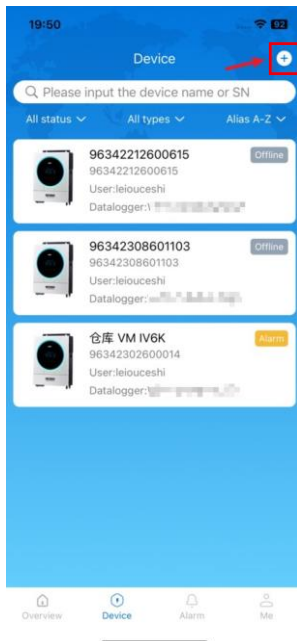 19:50
92
Device
Please input the device name or SN
All status
All types
Alias A-Z
96342212600615
Offline
96342212600615
User:leiouceshi
Datalogger:
96342308601103
Offline
96342308601103
User:leiouceshi
Datalogger:
仓库 VM IV6K
Alarm
96342302600014
User:leiouceshi
Datalogger:
Overview
Device
Alarm
Me